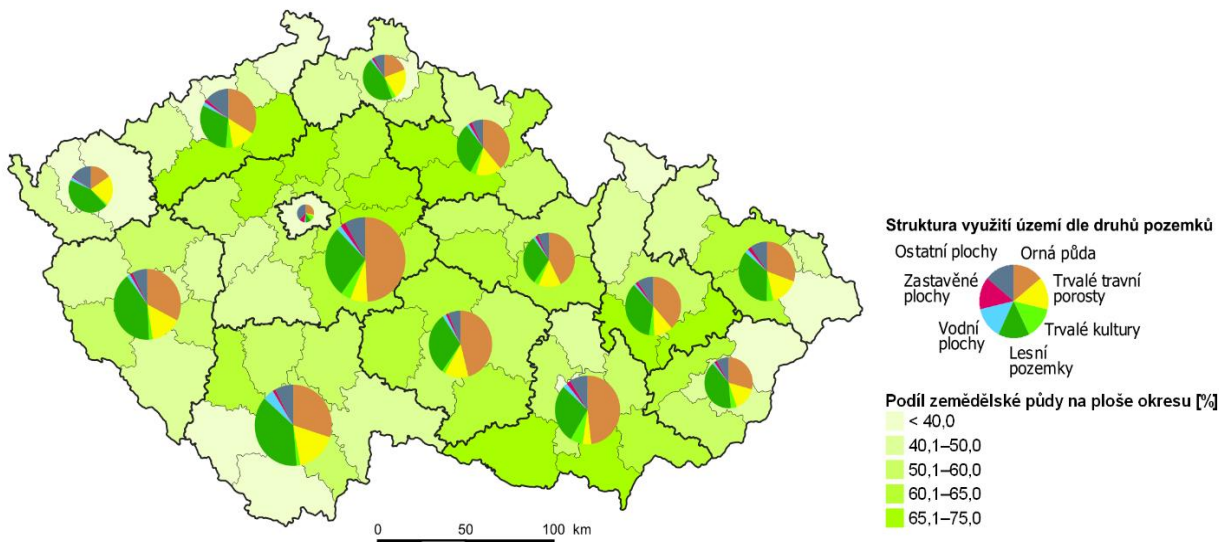 Struktura využití území dle druhů pozemků
Ostatní plochy
Orná půda
Zastavěné
plochy
Trvalé travní
porosty
Vodní
plochy
Trvalé kultury
Lesní
pozemky
Podíl zemědělské půdy na ploše okresu [%]
< 40,0
40,1–50,0
50,1–60,0
60,1–65,0
65,1–75,0
0 50 100 km